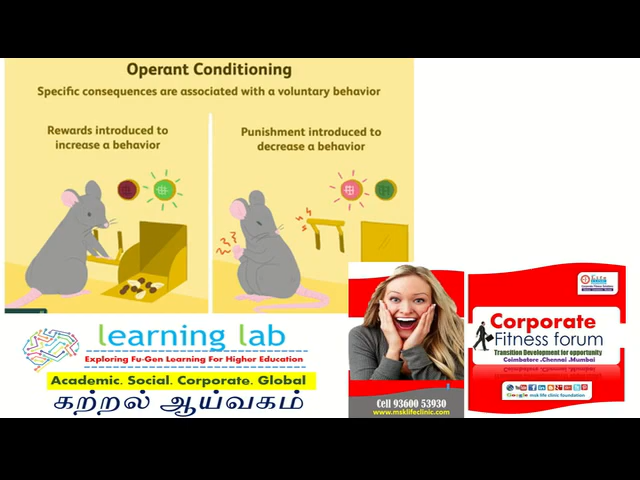 Operant Conditioning
Specific consequences are associated with a voluntary behavior
Rewards introduced to
increase a behavior
Punishment introduced to
decrease a behavior
learning lab
Exploring Fu-Gen Learning For Higher Education
Academic. Social. Corporate. Global
கற்றல் ஆய்வகம்
Cell 93600 53930
www.msklifeclinic.com
Corporate
Fitness forum
Transition Development for opportunity
Coimbatore .Chennai .Mumbai
Google msk life clinic foundation